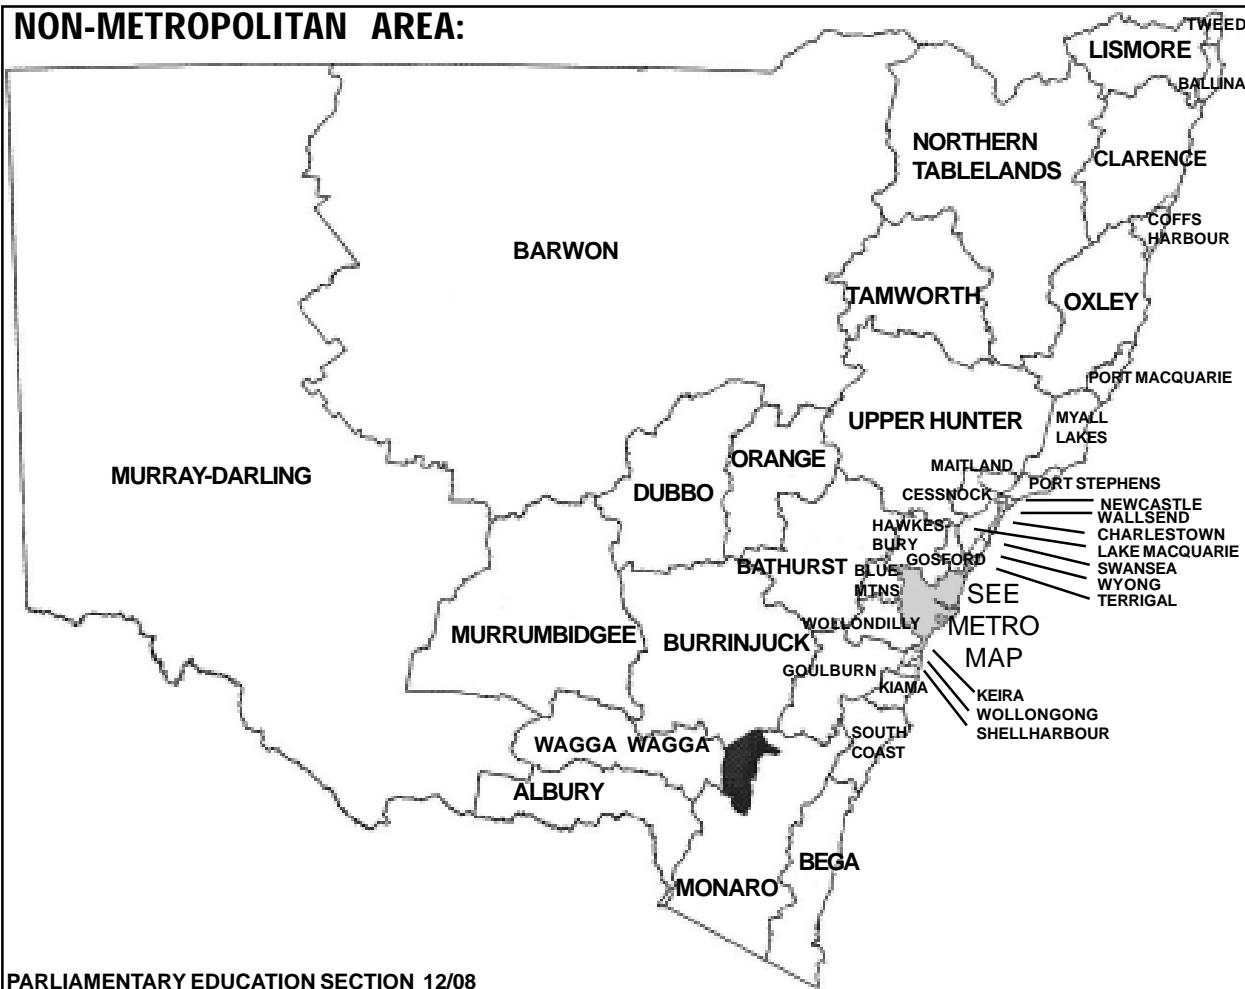 NON-METROPOLITAN AREA:
TWEED
LISMORE
BALLINA
NORTHERN
TABLELANDS
CLARENCE
COFFS
HARBOUR
BARWON
TAMWORTH
OXLEY
PORT MACQUARIE
UPPER HUNTER
MYALL
LAKES
ORANGE
MAITLAND
MURRAY-DARLING
DUBBO
CESSNOCK
PORT STEPHENS
NEWCASTLE
WALLSEND
CHARLESTOWN
LAKE MACQUARIE
SWANSEA
WYONG
TERRIGAL
HAWKES-
BURY
GOSFORD
BATHURST
BLUE
MTNS
SEE
METRO
MAP
WOLLONDILLY
MURRUMBIDGEE
BURRINJUCK
GOULBURN
KIAMA
KEIRA
WOLLONGONG
SHELLHARBOUR
SOUTH
COAST
WAGGA WAGGA
ALBURY
BEGA
MONARO
PARLIAMENTARY EDUCATION SECTION 12/08